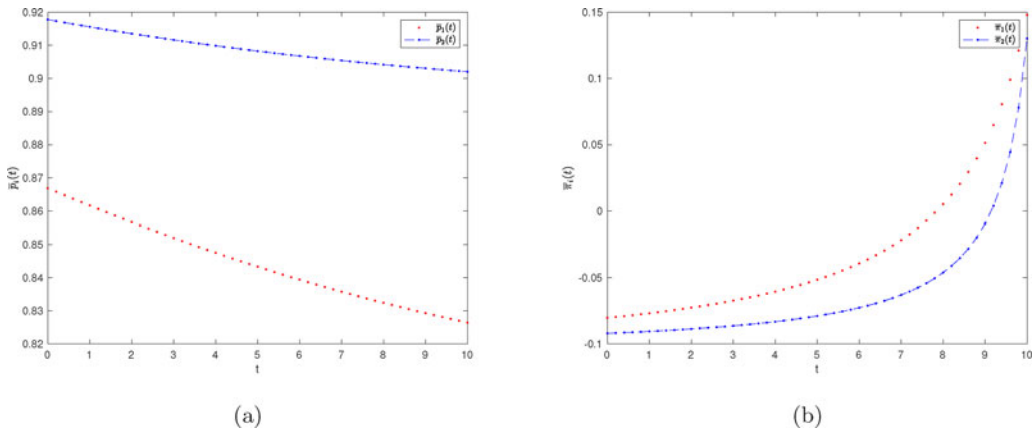 0.92
0.91
0.9
0.89
0.88
0.87
0.86
0.85
0.84
0.83
0.82
0 1 2 3 4 5 6 7 8 9 10
t
p̅ᵢ(t)
p̅₁(t)
p̅₂(t)
(a)
0.15
0.1
0.05
0
-0.05
-0.1
0 1 2 3 4 5 6 7 8 9 10
t
π̅ᵢ(t)
π̅₁(t)
π̅₂(t)
(b)